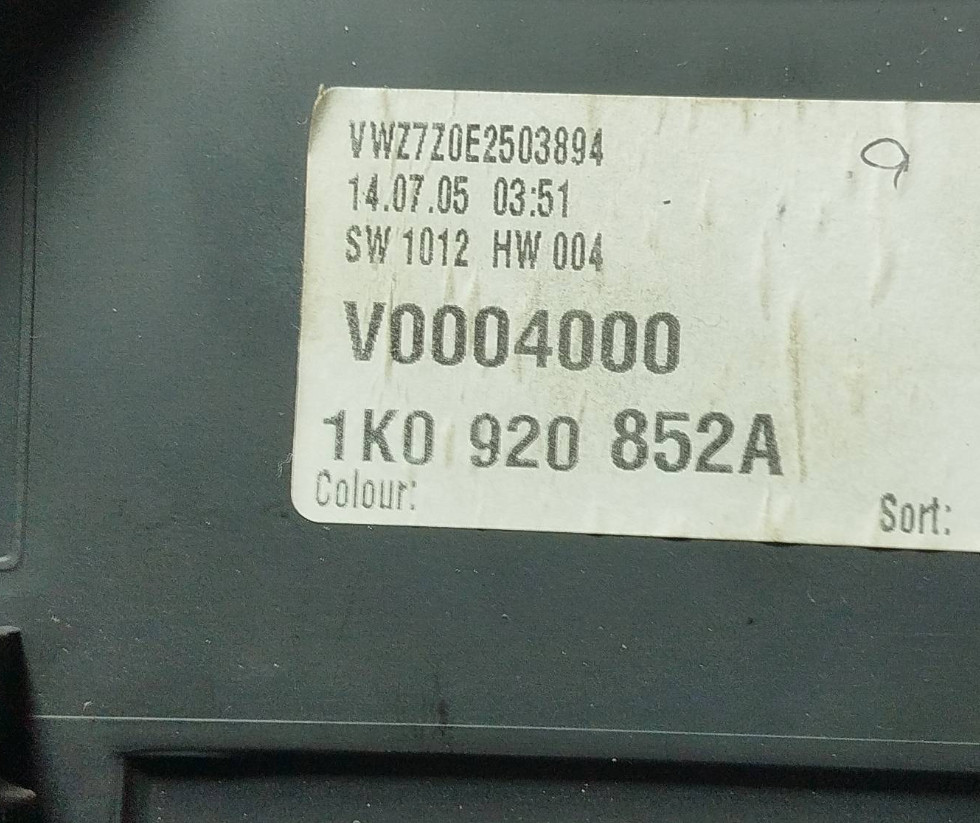 VWZ7Z0E2503894
14.07.05 03:51
SW 1012 HW 004
V0004000
1K0 920 852A
Colour:
Sort: